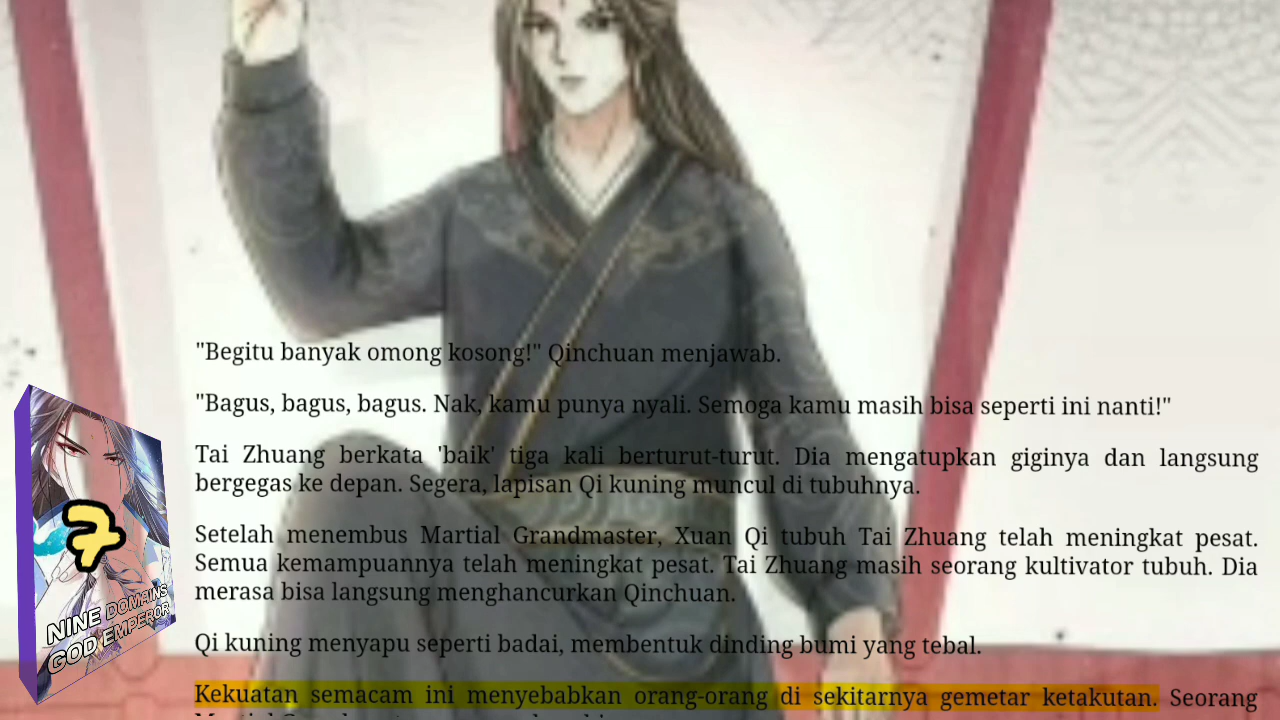 "Begitu banyak omong kosong!" Qinchuan menjawab.
"Bagus, bagus, bagus. Nak, kamu punya nyali. Semoga kamu masih bisa seperti ini nanti!"
Tai Zhuang berkata 'baik' tiga kali berturut-turut. Dia mengatupkan giginya dan langsung
bergegas ke depan. Segera, lapisan Qi kuning muncul di tubuhnya.
Setelah menembus Martial Grandmaster, Xuan Qi tubuh Tai Zhuang telah meningkat pesat.
Semua kemampuannya telah meningkat pesat. Tai Zhuang masih seorang kultivator tubuh. Dia
merasa bisa langsung menghancurkan Qinchuan.
Qi kuning menyapu seperti badai, membentuk dinding bumi yang tebal.
Kekuatan semacam ini menyebabkan orang-orang di sekitarnya gemetar ketakutan. Seorang
7
NINE DOMAINS
GOD EMPEROR